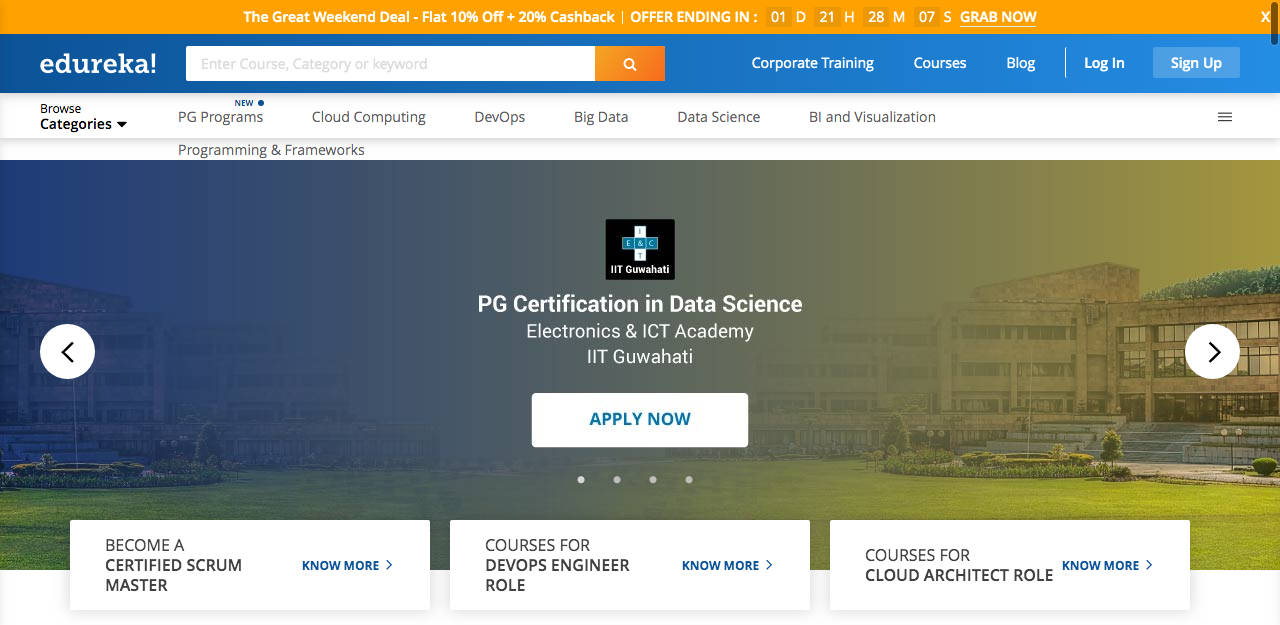 The Great Weekend Deal - Flat 10% Off + 20% Cashback | OFFER ENDING IN : 01 D 21 H 28 M 07 S GRAB NOW X
edureka!
Enter Course, Category or keyword
Corporate Training
Courses
Blog
Log In
Sign Up
Browse
Categories
NEW
PG Programs
Cloud Computing
DevOps
Big Data
Data Science
BI and Visualization
Programming & Frameworks
I
E & C
T
IIT Guwahati
PG Certification in Data Science
Electronics & ICT Academy
IIT Guwahati
APPLY NOW
BECOME A
CERTIFIED SCRUM
MASTER
KNOW MORE
COURSES FOR
DEVOPS ENGINEER
ROLE
KNOW MORE
COURSES FOR
CLOUD ARCHITECT ROLE
KNOW MORE